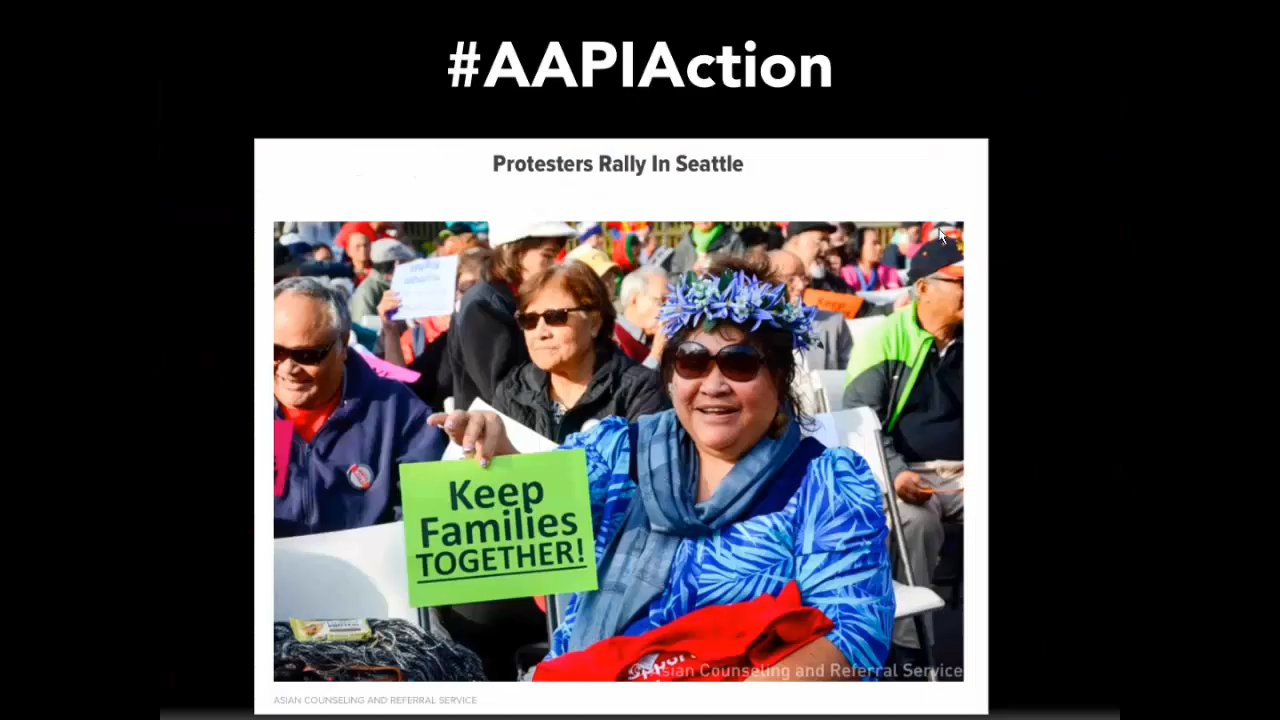 #AAPIAction
Protesters Rally In Seattle
Keep
Families
TOGETHER!
Asian Counseling and Referral Service
ASIAN COUNSELING AND REFERRAL SERVICE